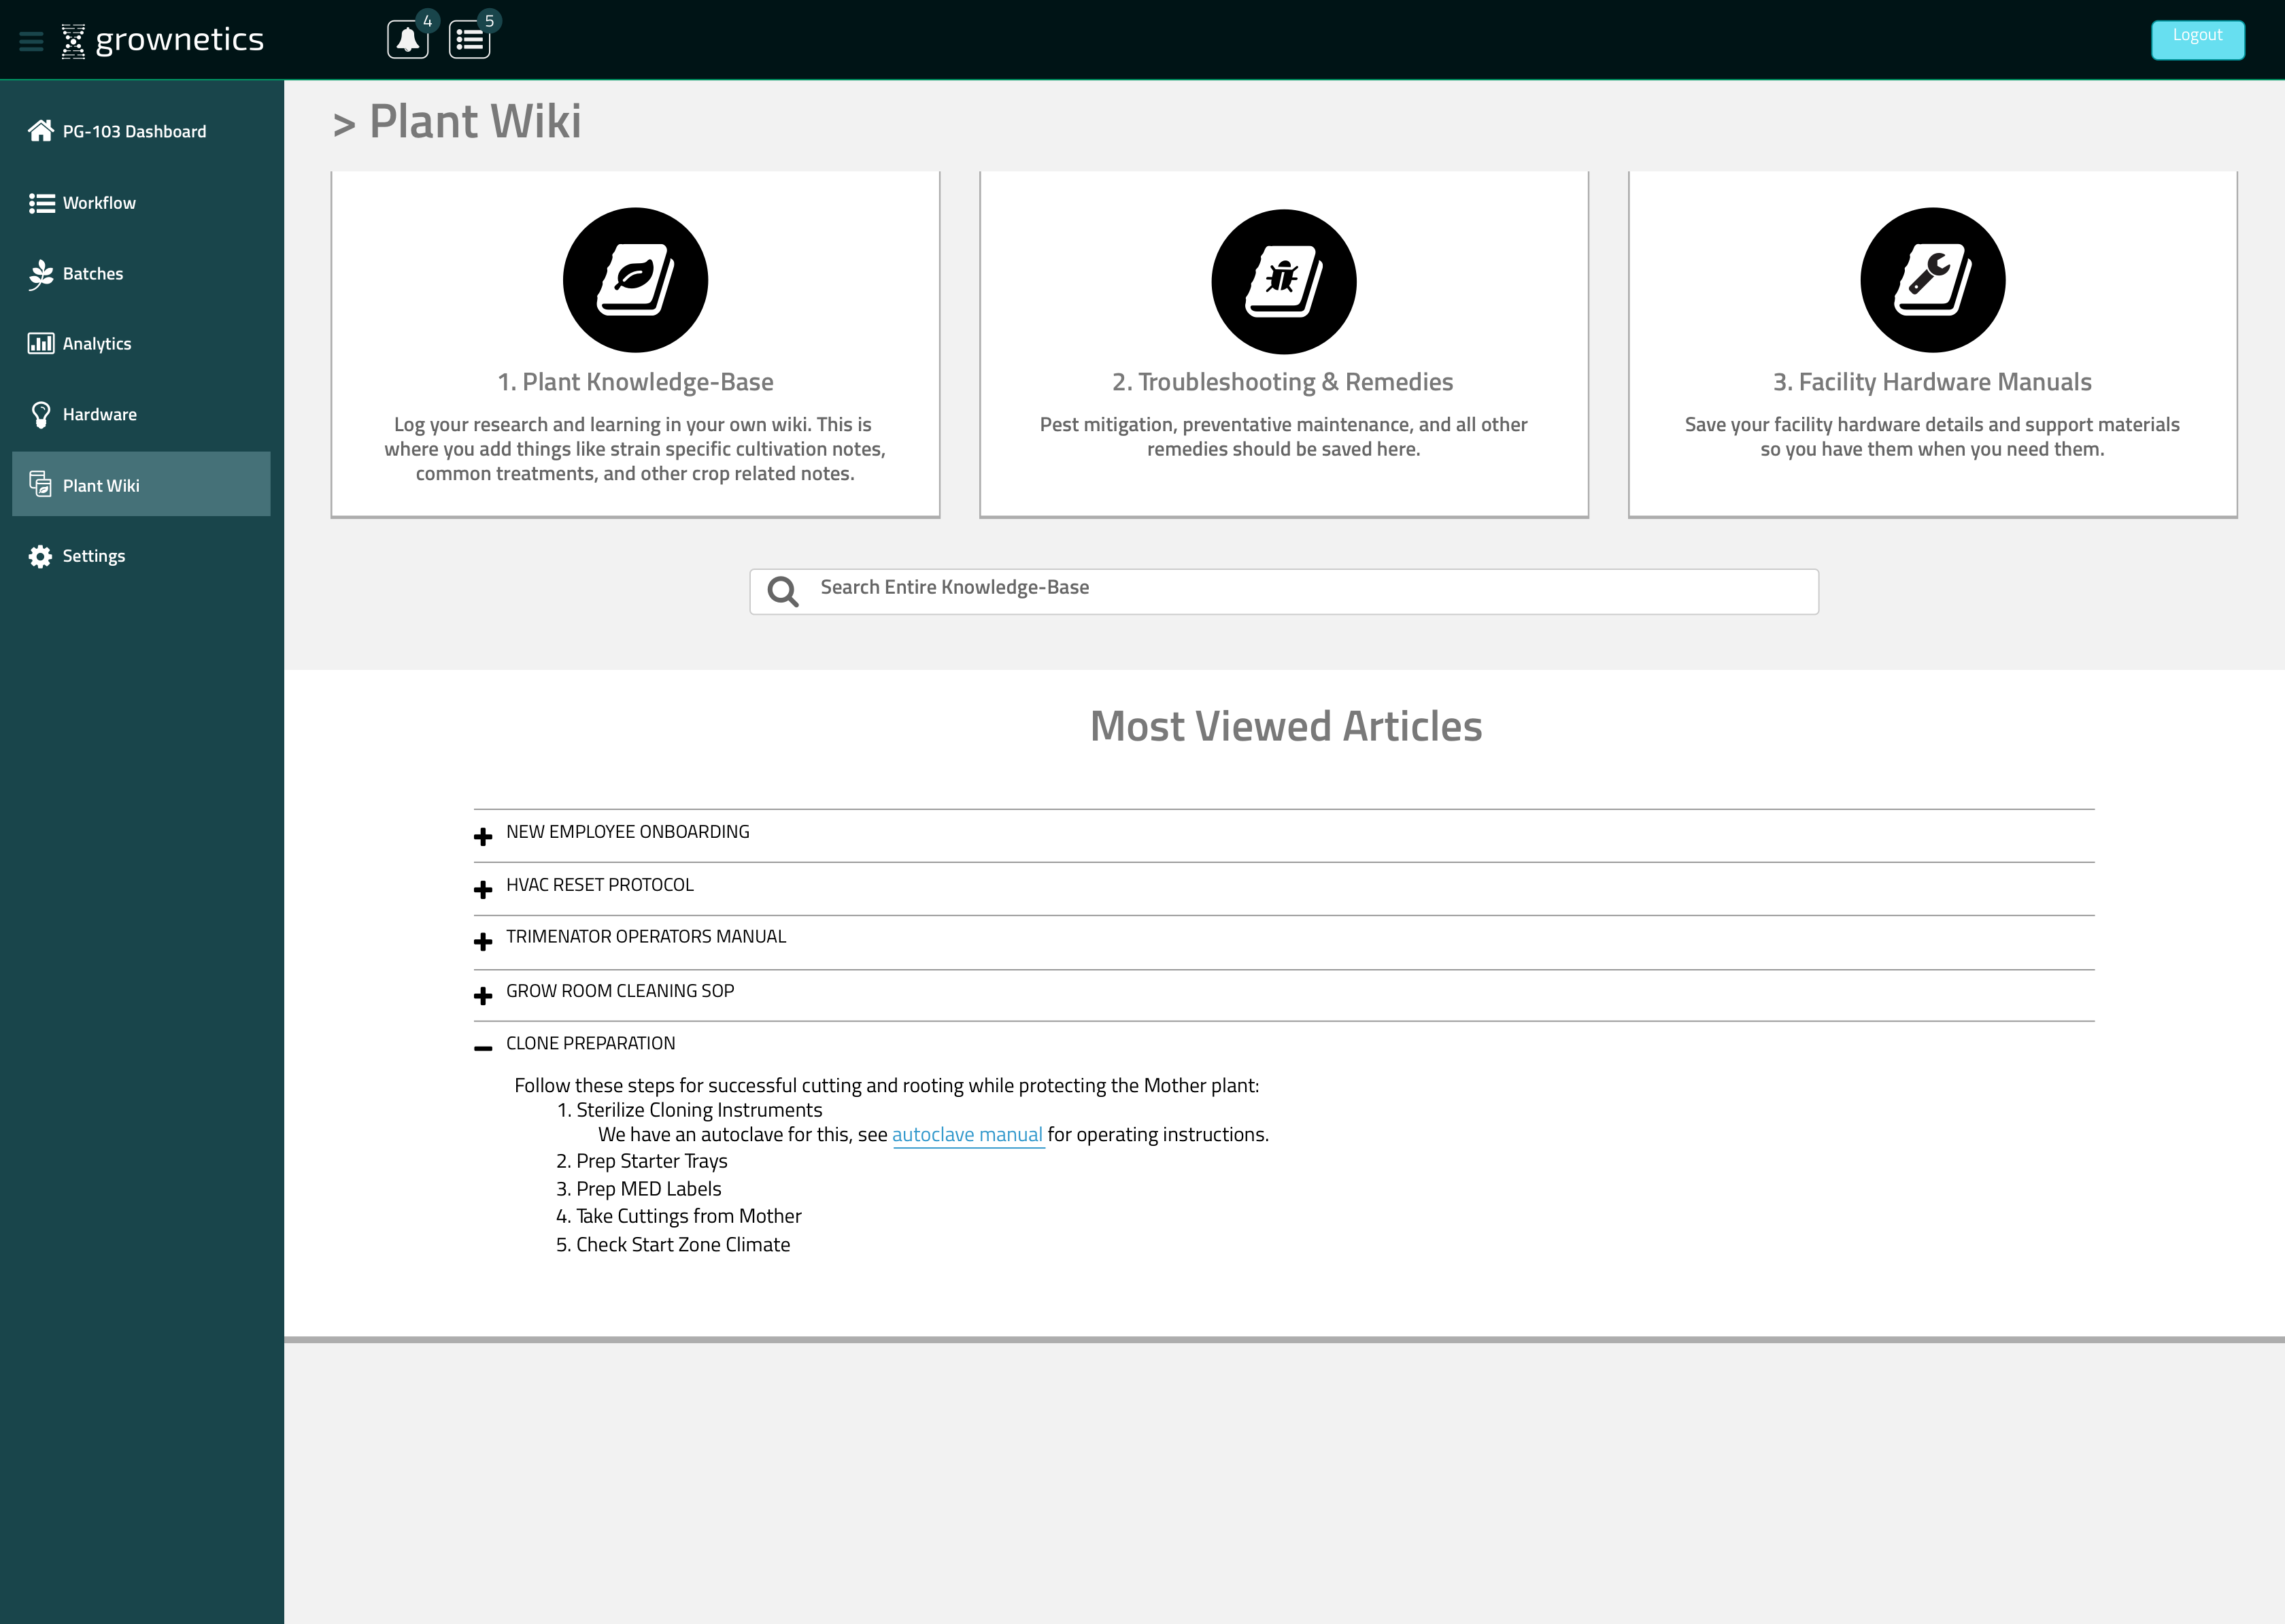 grownetics
4
5
Logout
PG-103 Dashboard
Workflow
Batches
Analytics
Hardware
Plant Wiki
Settings
> Plant Wiki
1. Plant Knowledge-Base
Log your research and learning in your own wiki. This is
where you add things like strain specific cultivation notes,
common treatments, and other crop related notes.
2. Troubleshooting & Remedies
Pest mitigation, preventative maintenance, and all other
remedies should be saved here.
3. Facility Hardware Manuals
Save your facility hardware details and support materials
so you have them when you need them.
Search Entire Knowledge-Base
Most Viewed Articles
NEW EMPLOYEE ONBOARDING
HVAC RESET PROTOCOL
TRIMENATOR OPERATORS MANUAL
GROW ROOM CLEANING SOP
CLONE PREPARATION
Follow these steps for successful cutting and rooting while protecting the Mother plant:
1. Sterilize Cloning Instruments
We have an autoclave for this, see autoclave manual for operating instructions.
2. Prep Starter Trays
3. Prep MED Labels
4. Take Cuttings from Mother
5. Check Start Zone Climate